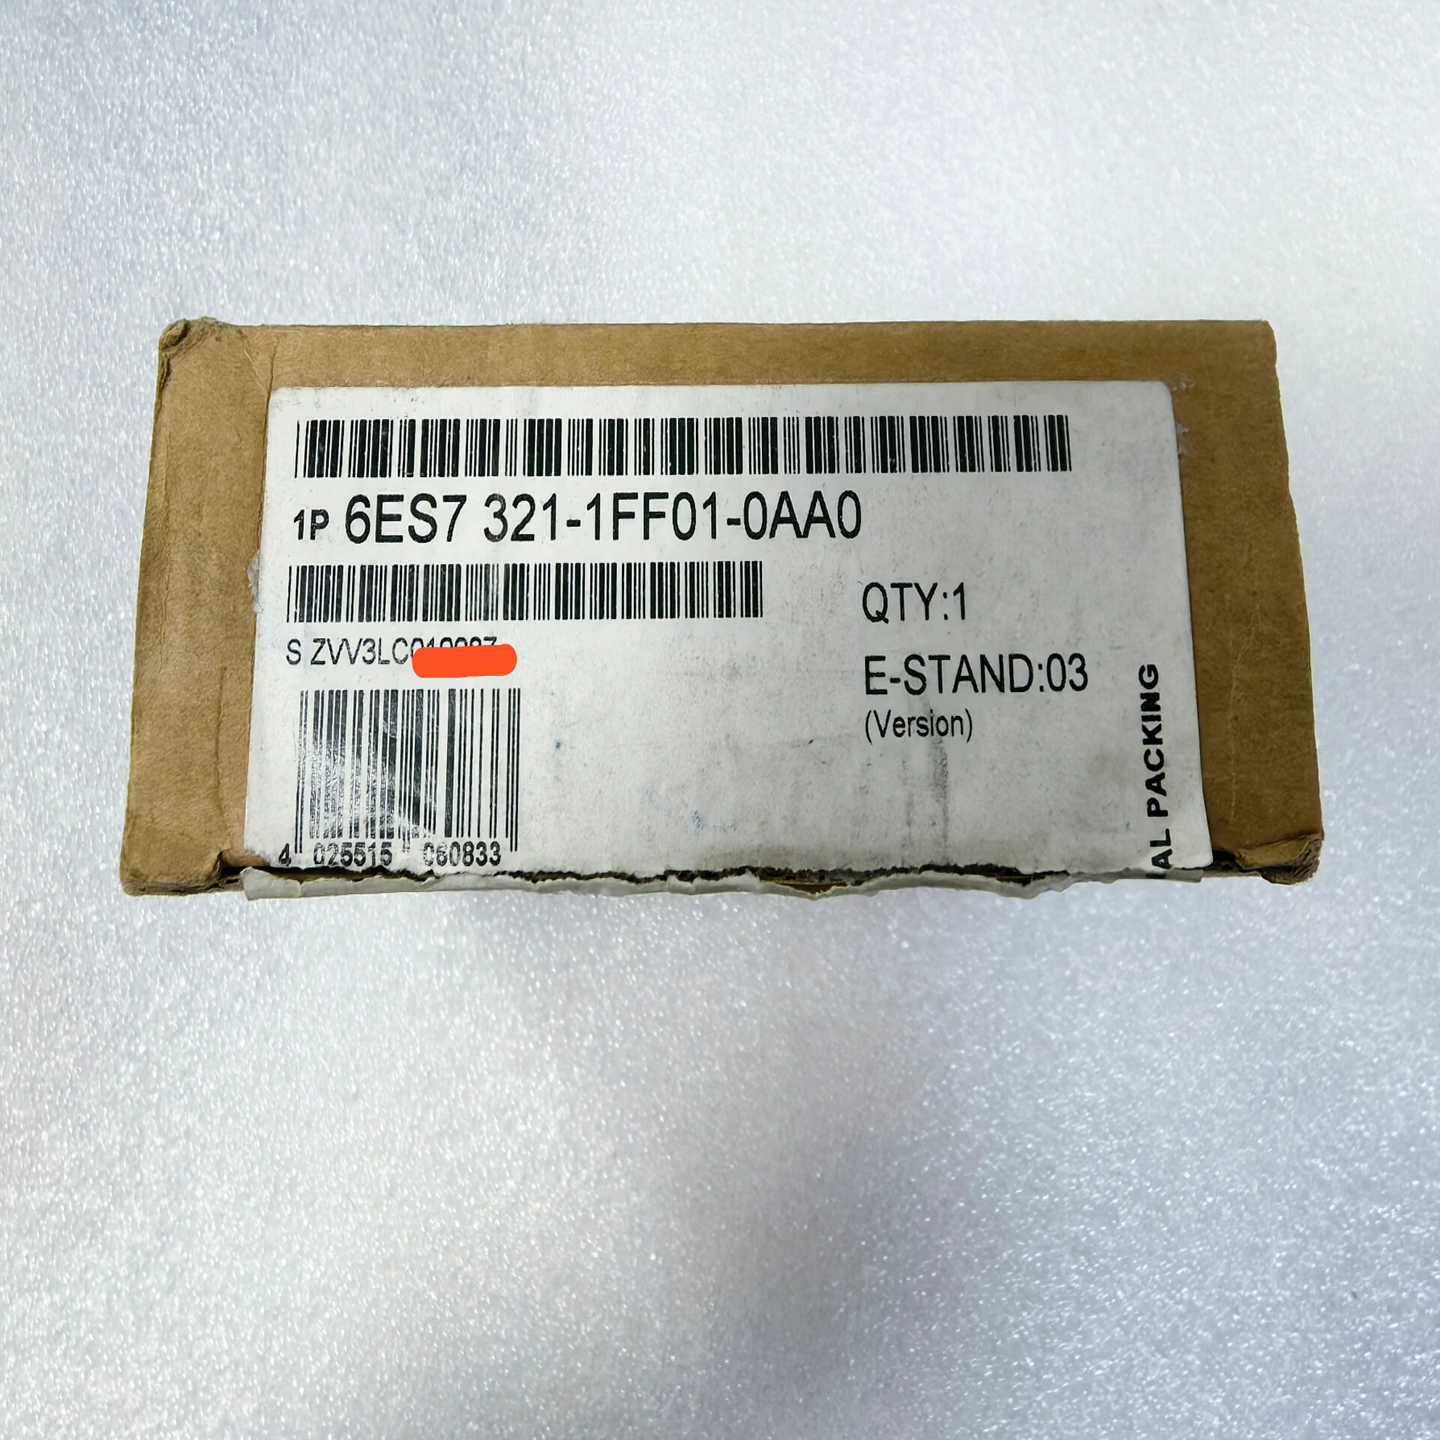 1P 6ES7 321-1FF01-0AA0
S ZVV3LC
QTY:1
E-STAND:03
(Version)
4 025515 060833
AL PACKING